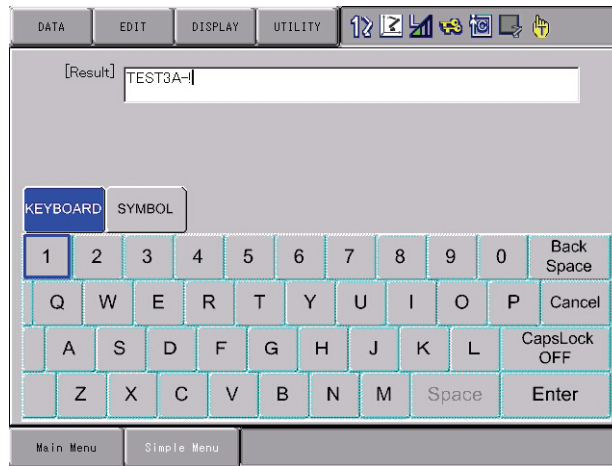 DATA EDIT DISPLAY UTILITY
[Result] TEST3A-!
KEYBOARD SYMBOL
1 2 3 4 5 6 7 8 9 0 Back Space
Q W E R T Y U I O P Cancel
A S D F G H J K L CapsLock OFF
Z X C V B N M Space Enter
Main Menu Simple Menu